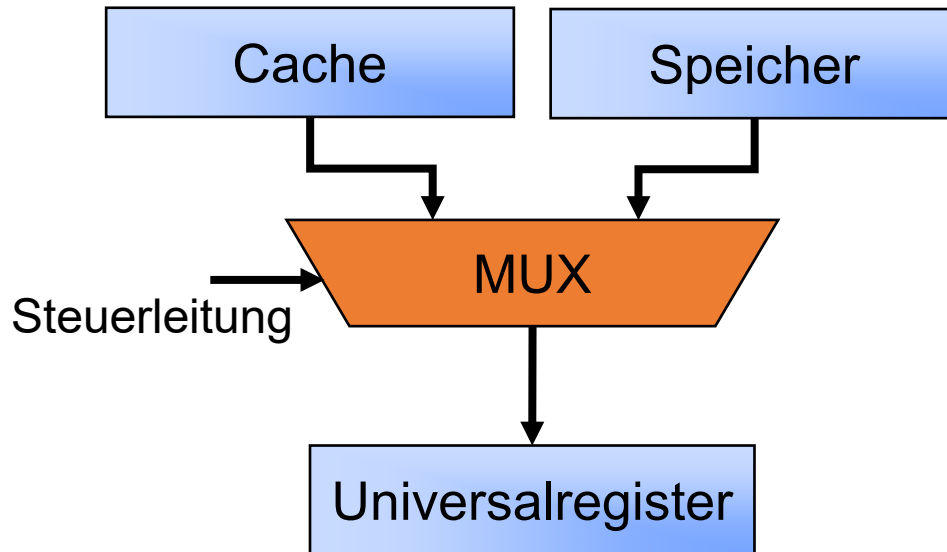 Cache
Speicher
MUX
Steuerleitung
Universalregister